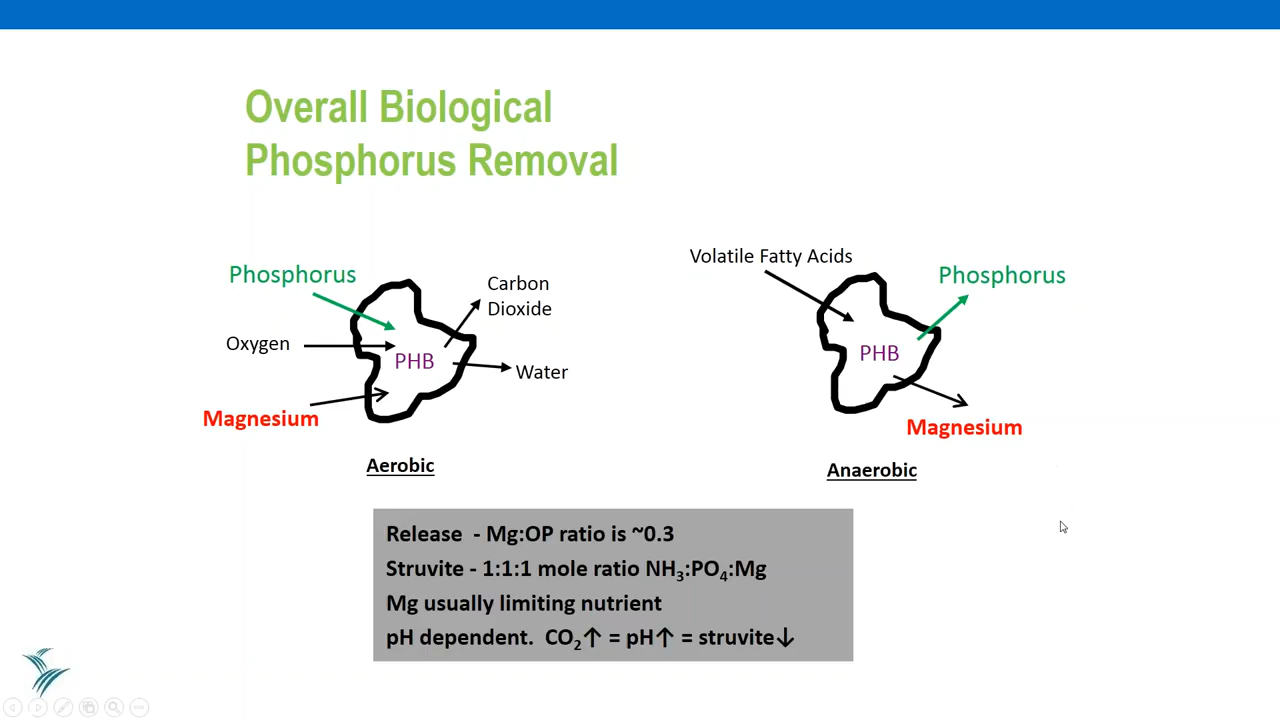 Overall Biological
Phosphorus Removal
Phosphorus
Oxygen
Magnesium
PHB
Carbon
Dioxide
Water
Aerobic
Volatile Fatty Acids
Phosphorus
PHB
Magnesium
Anaerobic
Release - Mg:OP ratio is ~0.3
Struvite - 1:1:1 mole ratio NH₃:PO₄:Mg
Mg usually limiting nutrient
pH dependent. CO₂↑ = pH↑ = struvite↓